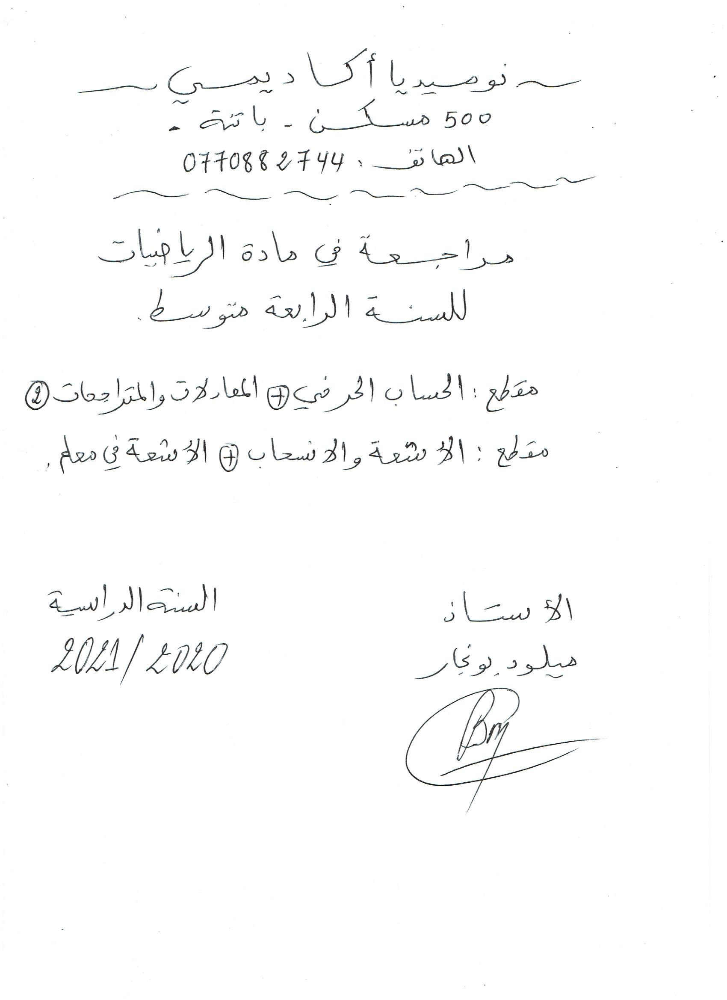 ~ نوميديا أكاديمي ~
500 مسكن - باتنة .
الهاتف : 0770882744
مراجعة في مادة الرياضيات
للسنة الرابعة متوسط .
مقطع : الحساب الحرفي + المعادلات والمتراجحات ②
مقطع : الأشعة والانسحاب + الأشعة في معلم .
الأستاذ السنة الدراسية
ميلود بونجار 2021/2020
Bm